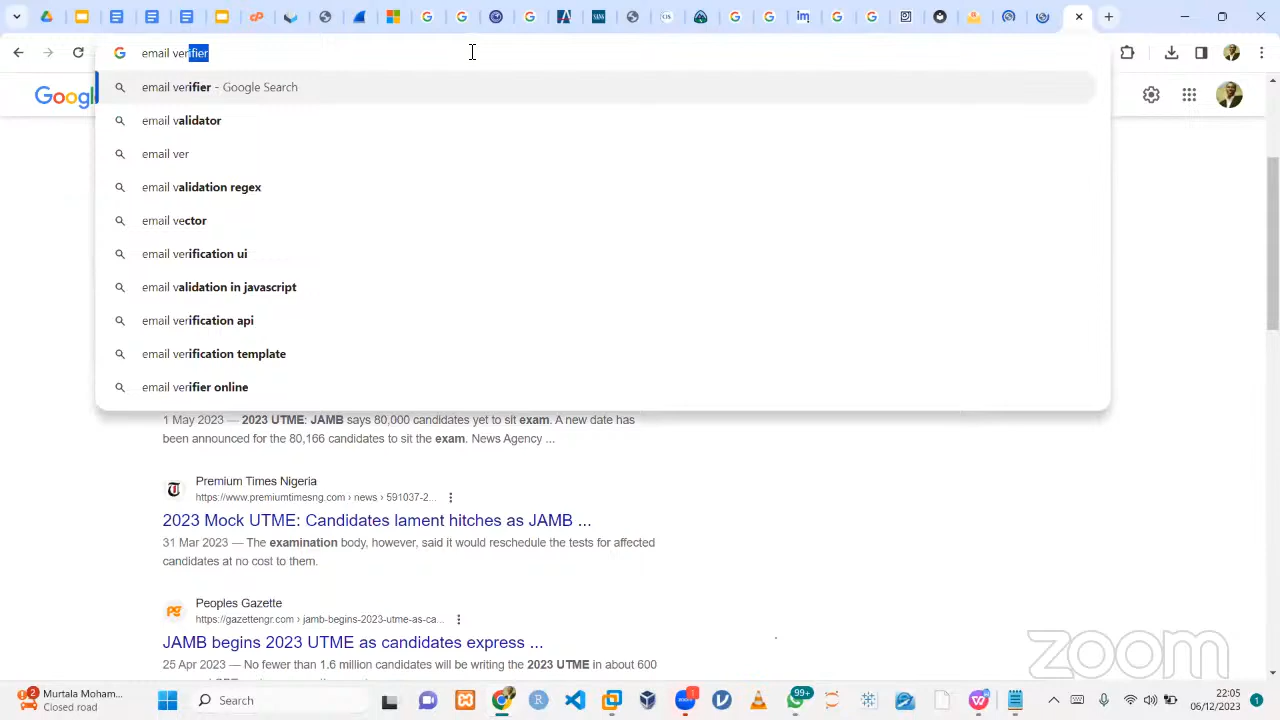 email verifier
email verifier - Google Search
Googl
email validator
email ver
email validation regex
email vector
email verification ui
email validation in javascript
email verification api
email verification template
email verifier online
1 May 2023 — 2023 UTME: JAMB says 80,000 candidates yet to sit exam. A new date has
been announced for the 80,166 candidates to sit the exam. News Agency ...
Premium Times Nigeria
https://www.premiumtimesng.com › news › 591037-2...
2023 Mock UTME: Candidates lament hitches as JAMB ...
31 Mar 2023 — The examination body, however, said it would reschedule the tests for affected
candidates at no cost to them.
Peoples Gazette
https://gazettengr.com › jamb-begins-2023-utme-as-ca...
JAMB begins 2023 UTME as candidates express ...
25 Apr 2023 — No fewer than 1.6 million candidates will be writing the 2023 UTME in about 600
zoom
2
Murtala Moham...
Closed road
Search
1
99+
22:05
06/12/2023
1